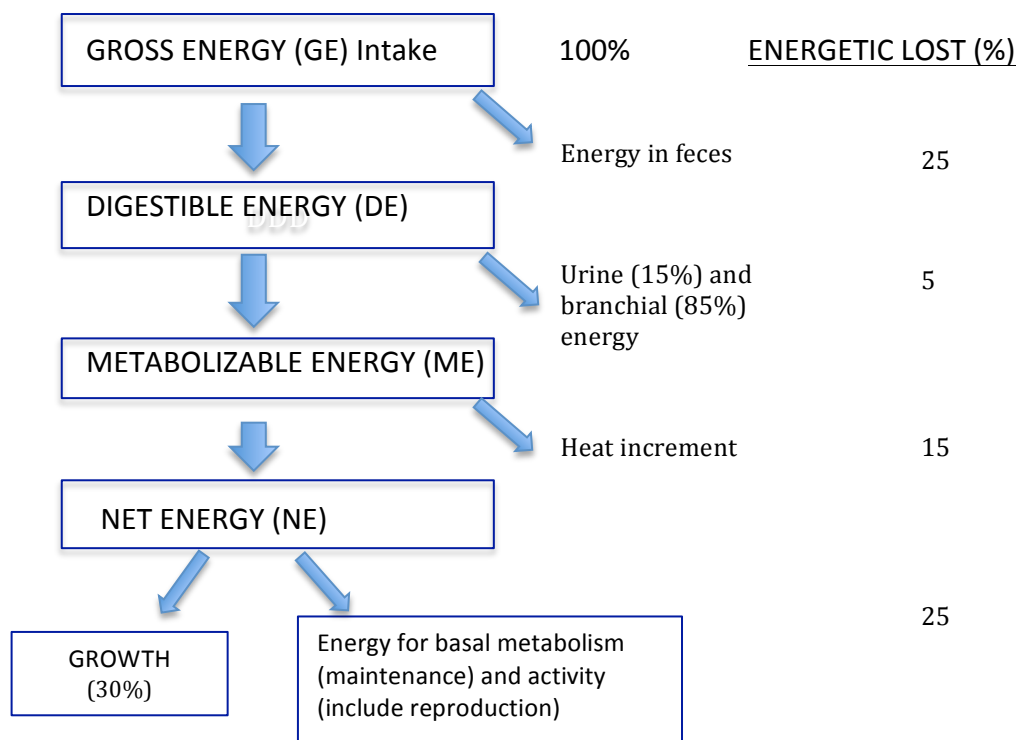 GROSS ENERGY (GE) Intake 100% ENERGETIC LOST (%)
Energy in feces 25
DIGESTIBLE ENERGY (DE)
DDD
Urine (15%) and 5
branchial (85%)
energy
METABOLIZABLE ENERGY (ME)
Heat increment 15
NET ENERGY (NE)
25
GROWTH
(30%)
Energy for basal metabolism
(maintenance) and activity
(include reproduction)